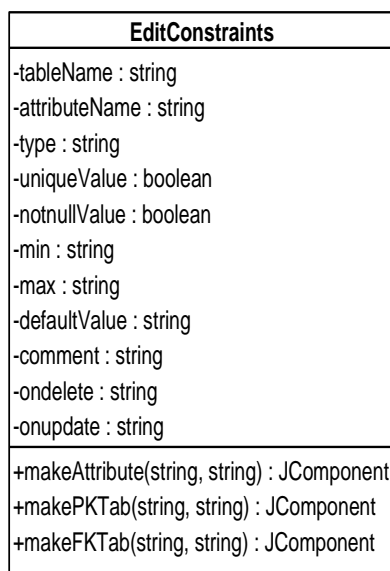 EditConstraints
-tableName : string
-attributeName : string
-type : string
-uniqueValue : boolean
-notnullValue : boolean
-min : string
-max : string
-defaultValue : string
-comment : string
-ondelete : string
-onupdate : string
+makeAttribute(string, string) : JComponent
+makePKTab(string, string) : JComponent
+makeFKTab(string, string) : JComponent